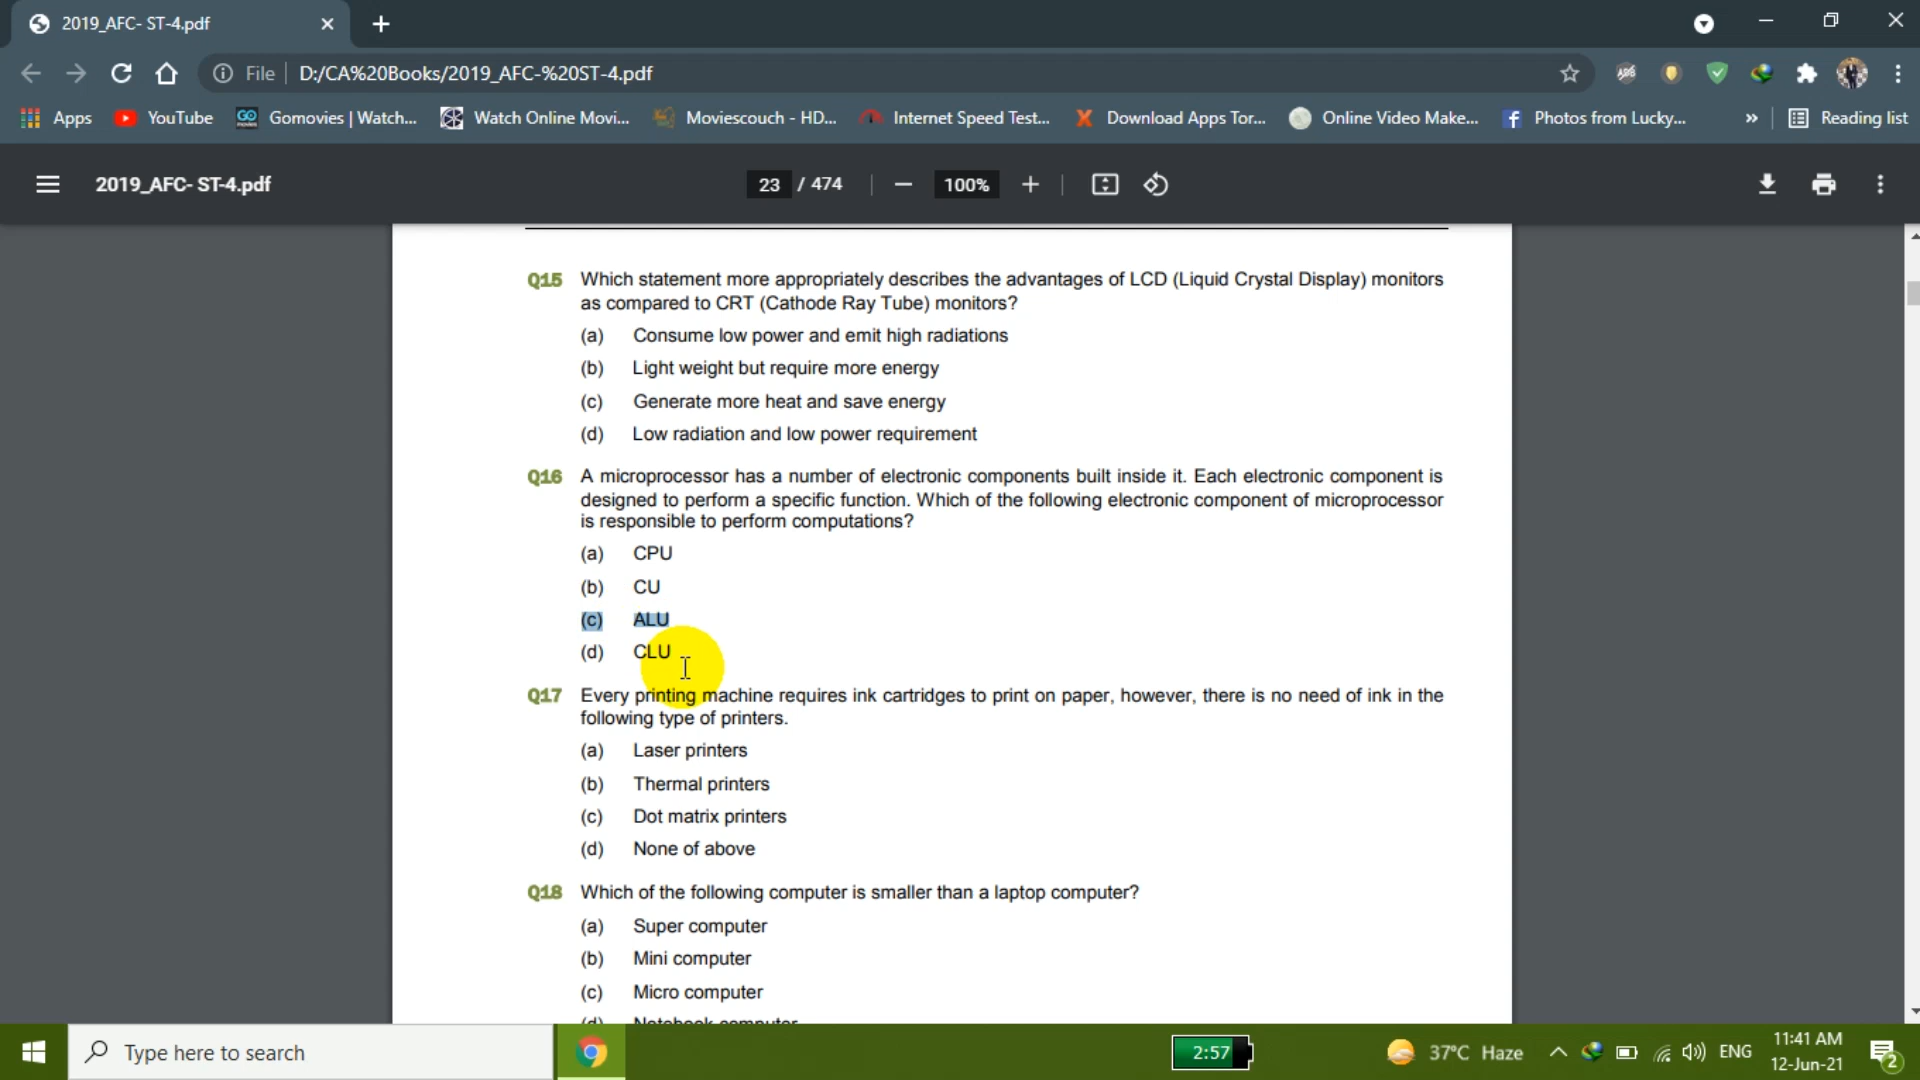 2019_AFC- ST-4.pdf
File D:/CA%20Books/2019_AFC-%20ST-4.pdf
ABS
Apps YouTube GO Gomovies | Watch... Watch Online Movi... Moviescouch - HD... Internet Speed Test... Download Apps Tor... Online Video Make... Photos from Lucky... » Reading list
2019_AFC- ST-4.pdf 23 / 474 100%
Q15 Which statement more appropriately describes the advantages of LCD (Liquid Crystal Display) monitors
as compared to CRT (Cathode Ray Tube) monitors?
(a) Consume low power and emit high radiations
(b) Light weight but require more energy
(c) Generate more heat and save energy
(d) Low radiation and low power requirement
Q16 A microprocessor has a number of electronic components built inside it. Each electronic component is
designed to perform a specific function. Which of the following electronic component of microprocessor
is responsible to perform computations?
(a) CPU
(b) CU
(c) ALU
(d) CLU
Q17 Every printing machine requires ink cartridges to print on paper, however, there is no need of ink in the
following type of printers.
(a) Laser printers
(b) Thermal printers
(c) Dot matrix printers
(d) None of above
Q18 Which of the following computer is smaller than a laptop computer?
(a) Super computer
(b) Mini computer
(c) Micro computer
(d) Notebook computer
Type here to search 2:57 37°C Haze ENG 11:41 AM
12-Jun-21 2